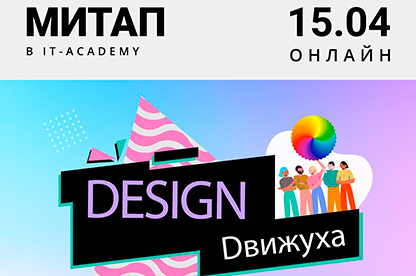 МИТАП
В IT-ACADEMY
15.04
ОНЛАЙН
DESIGN
Dвижуха